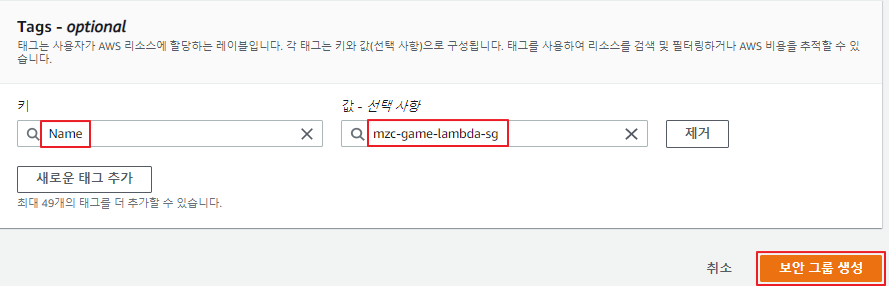 Tags - optional
태그는 사용자가 AWS 리소스에 할당하는 레이블입니다. 각 태그는 키와 값(선택 사항)으로 구성됩니다. 태그를 사용하여 리소스를 검색 및 필터링하거나 AWS 비용을 추적할 수 있
습니다.
키
값 - 선택 사항
Name
mzc-game-lambda-sg
제거
새로운 태그 추가
최대 49개의 태그를 더 추가할 수 있습니다.
취소
보안 그룹 생성